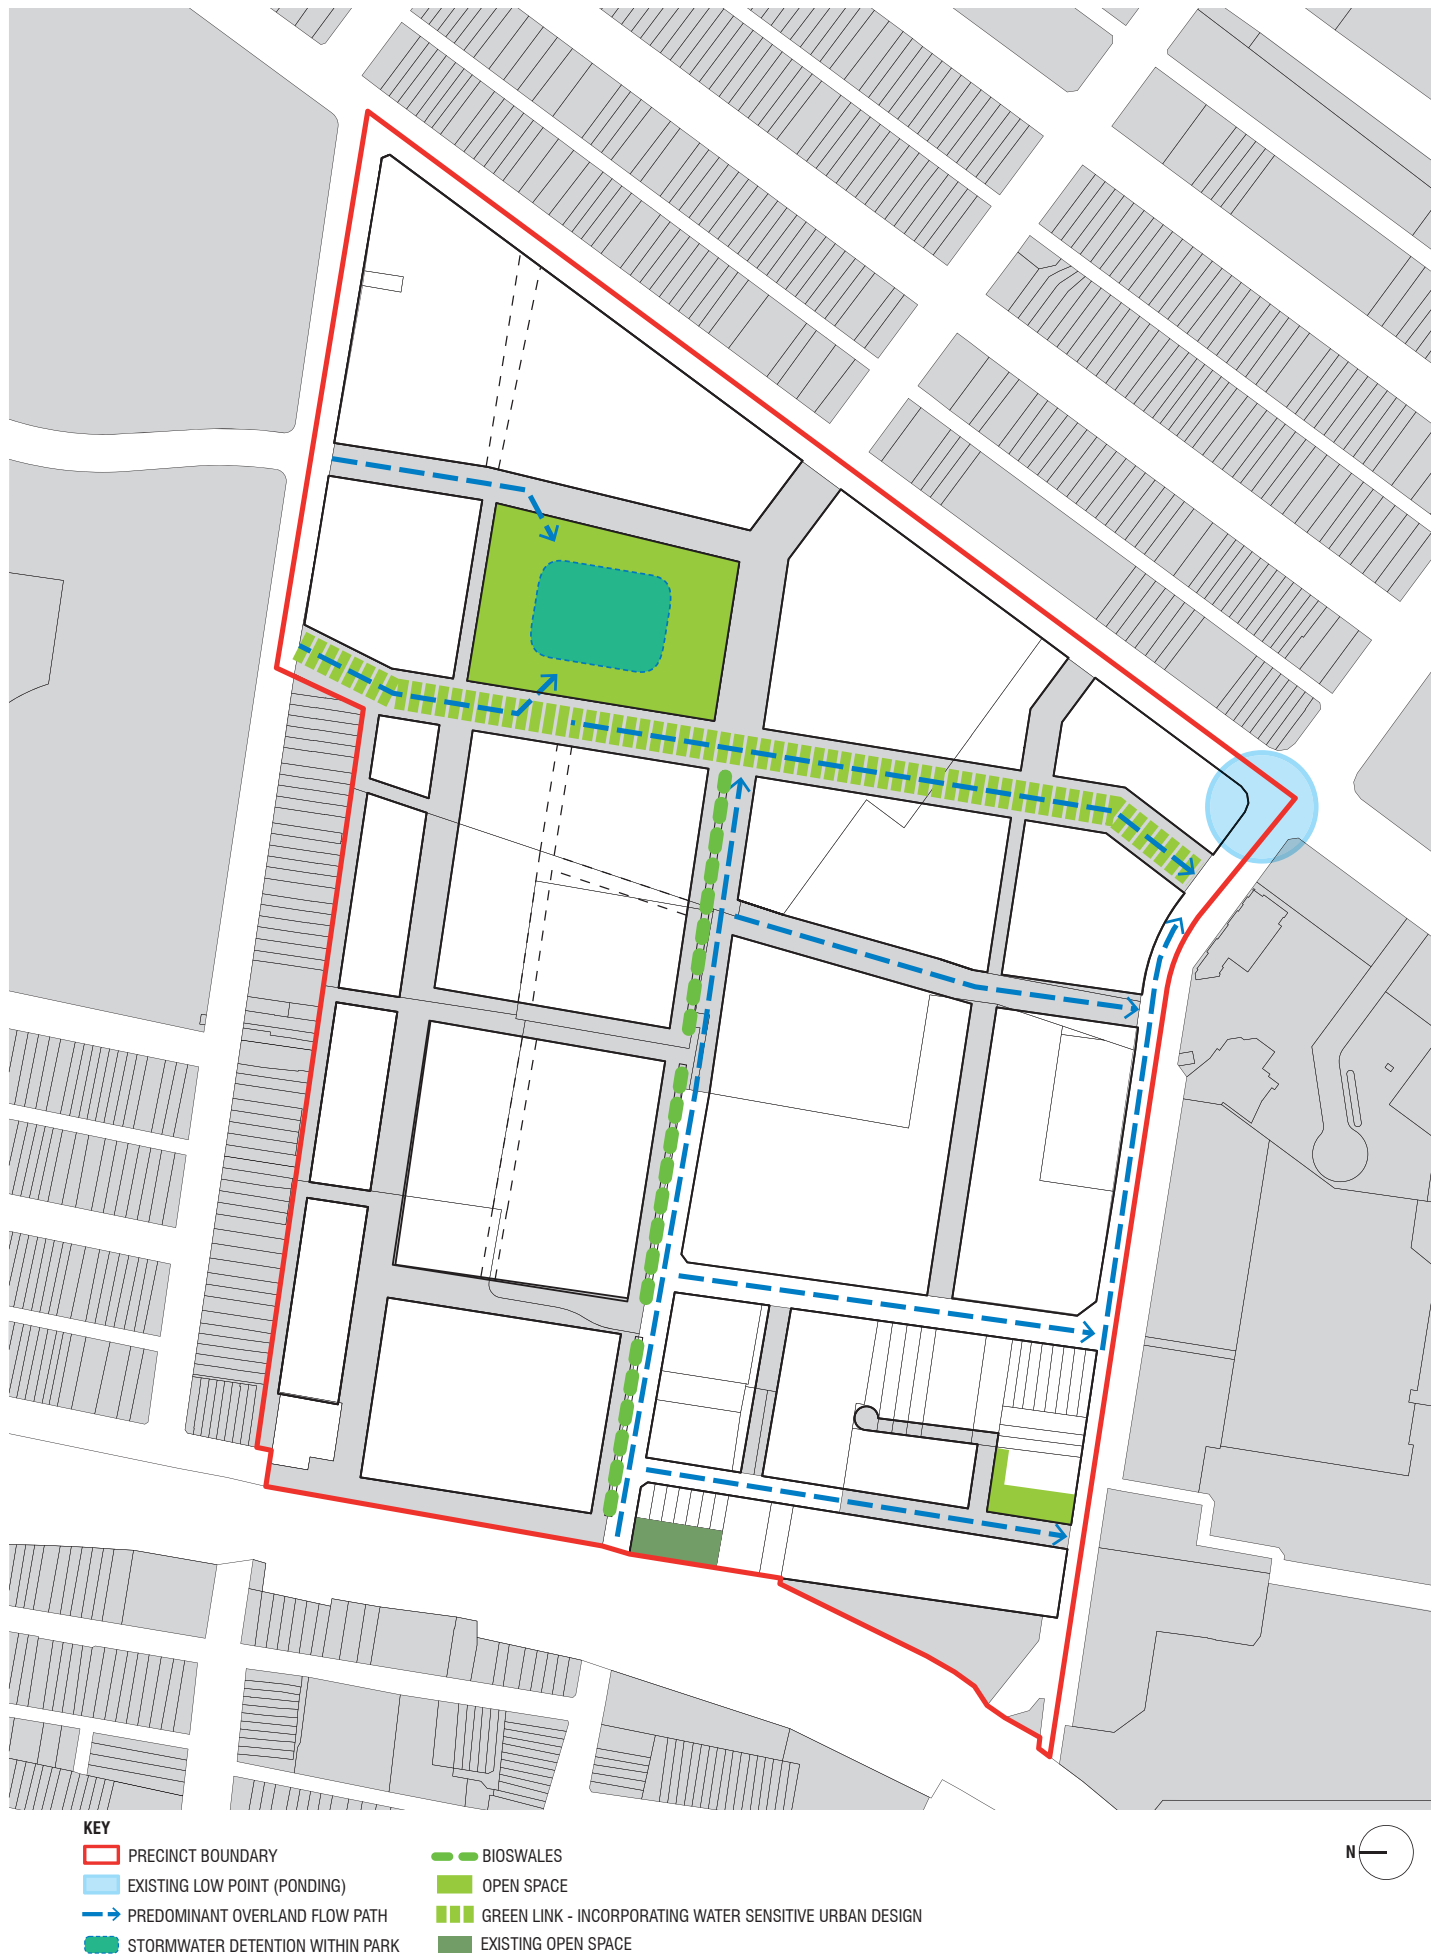 KEY
PRECINCT BOUNDARY
EXISTING LOW POINT (PONDING)
PREDOMINANT OVERLAND FLOW PATH
STORMWATER DETENTION WITHIN PARK
BIOSWALES
OPEN SPACE
GREEN LINK - INCORPORATING WATER SENSITIVE URBAN DESIGN
EXISTING OPEN SPACE
N